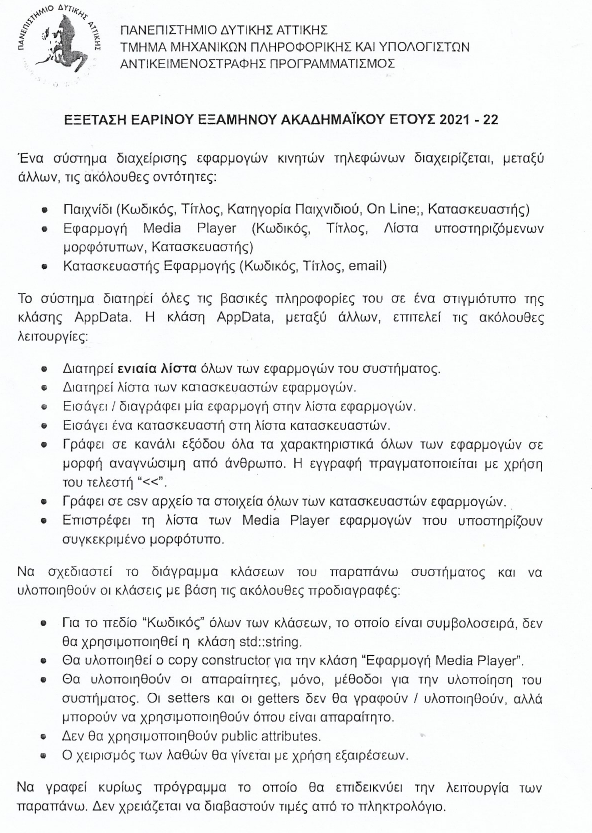 ΠΑΝΕΠΙΣΤΗΜΙΟ ΔΥΤΙΚΗΣ ΑΤΤΙΚΗΣ
ΠΑΝΕΠΙΣΤΗΜΙΟ ΔΥΤΙΚΗΣ ΑΤΤΙΚΗΣ
ΤΜΗΜΑ ΜΗΧΑΝΙΚΩΝ ΠΛΗΡΟΦΟΡΙΚΗΣ ΚΑΙ ΥΠΟΛΟΓΙΣΤΩΝ
ΑΝΤΙΚΕΙΜΕΝΟΣΤΡΑΦΗΣ ΠΡΟΓΡΑΜΜΑΤΙΣΜΟΣ
ΕΞΕΤΑΣΗ ΕΑΡΙΝΟΥ ΕΞΑΜΗΝΟΥ ΑΚΑΔΗΜΑΪΚΟΥ ΕΤΟΥΣ 2021 - 22
Ένα σύστημα διαχείρισης εφαρμογών κινητών τηλεφώνων διαχειρίζεται, μεταξύ
άλλων, τις ακόλουθες οντότητες:
• Παιχνίδι (Κωδικός, Τίτλος, Κατηγορία Παιχνιδιού, On Line;, Κατασκευαστής)
• Εφαρμογή Media Player (Κωδικός, Τίτλος, Λίστα υποστηριζόμενων
μορφότυπων, Κατασκευαστής)
• Κατασκευαστής Εφαρμογής (Κωδικός, Τίτλος, email)
Το σύστημα διατηρεί όλες τις βασικές πληροφορίες του σε ένα στιγμιότυπο της
κλάσης AppData. Η κλάση AppData, μεταξύ άλλων, επιτελεί τις ακόλουθες
λειτουργίες:
• Διατηρεί ενιαία λίστα όλων των εφαρμογών του συστήματος.
• Διατηρεί λίστα των κατασκευαστών εφαρμογών.
• Εισάγει / διαγράφει μία εφαρμογή στην λίστα εφαρμογών.
• Εισάγει ένα κατασκευαστή στη λίστα κατασκευαστών.
• Γράφει σε κανάλι εξόδου όλα τα χαρακτηριστικά όλων των εφαρμογών σε
μορφή αναγνώσιμη από άνθρωπο. Η εγγραφή πραγματοποιείται με χρήση
του τελεστή “<<”.
• Γράφει σε csv αρχείο τα στοιχεία όλων των κατασκευαστών εφαρμογών.
• Επιστρέφει τη λίστα των Media Player εφαρμογών που υποστηρίζουν
συγκεκριμένο μορφότυπο.
Να σχεδιαστεί το διάγραμμα κλάσεων του παραπάνω συστήματος και να
υλοποιηθούν οι κλάσεις με βάση τις ακόλουθες προδιαγραφές:
• Για το πεδίο “Κωδικός” όλων των κλάσεων, το οποίο είναι συμβολοσειρά, δεν
θα χρησιμοποιηθεί η κλάση std::string.
• Θα υλοποιηθεί ο copy constructor για την κλάση “Εφαρμογή Media Player”.
• Θα υλοποιηθούν οι απαραίτητες, μόνο, μέθοδοι για την υλοποίηση του
συστήματος. Οι setters και οι getters δεν θα γραφούν / υλοποιηθούν, αλλά
μπορούν να χρησιμοποιηθούν όπου είναι απαραίτητο.
• Δεν θα χρησιμοποιηθούν public attributes.
• Ο χειρισμός των λαθών θα γίνεται με χρήση εξαιρέσεων.
Να γραφεί κυρίως πρόγραμμα το οποίο θα επιδεικνύει την λειτουργία των
παραπάνω. Δεν χρειάζεται να διαβαστούν τιμές από το πληκτρολόγιο.